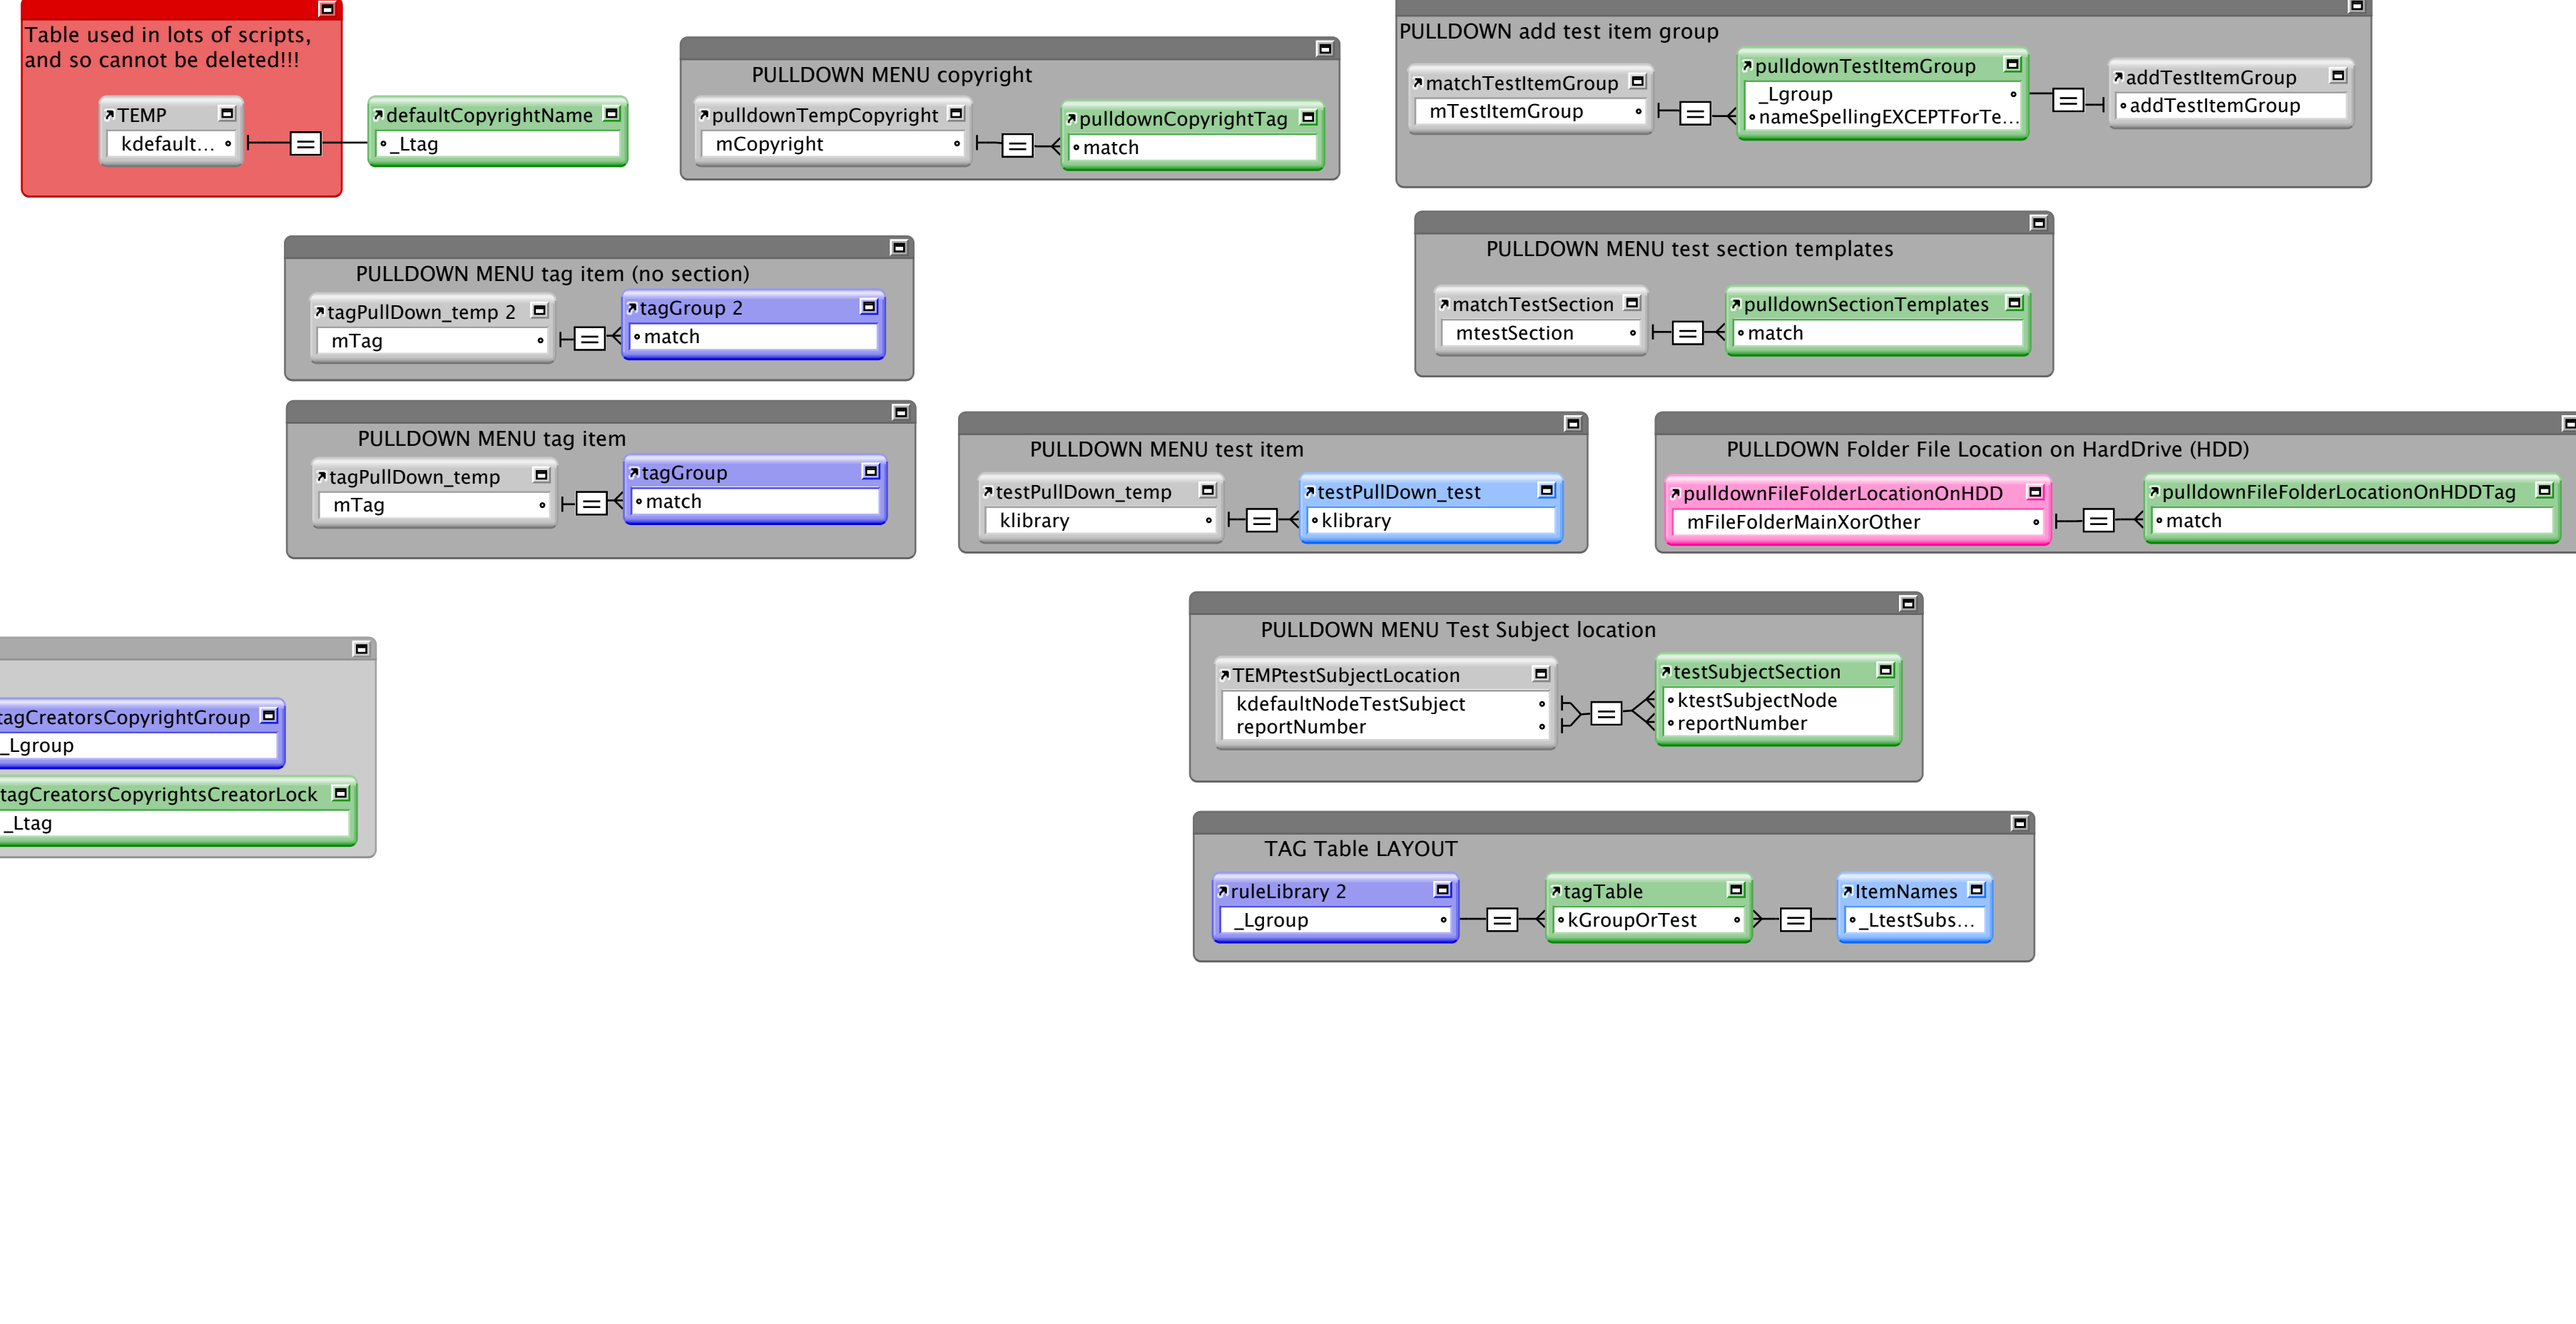 Table used in lots of scripts,
and so cannot be deleted!!!
TEMP
kdefault...
defaultCopyrightName
_Ltag
PULLDOWN MENU copyright
pulldownTempCopyright
mCopyright
pulldownCopyrightTag
match
PULLDOWN add test item group
matchTestItemGroup
mTestItemGroup
pulldownTestItemGroup
_Lgroup
nameSpellingEXCEPTForTe...
addTestItemGroup
addTestItemGroup
PULLDOWN MENU tag item (no section)
tagPullDown_temp 2
mTag
tagGroup 2
match
PULLDOWN MENU test section templates
matchTestSection
mtestSection
pulldownSectionTemplates
match
PULLDOWN MENU tag item
tagPullDown_temp
mTag
tagGroup
match
PULLDOWN MENU test item
testPullDown_temp
klibrary
testPullDown_test
klibrary
PULLDOWN Folder File Location on HardDrive (HDD)
pulldownFileFolderLocationOnHDD
mFileFolderMainXorOther
pulldownFileFolderLocationOnHDDTag
match
PULLDOWN MENU Test Subject location
TEMPtestSubjectLocation
kdefaultNodeTestSubject
reportNumber
testSubjectSection
ktestSubjectNode
reportNumber
tagCreatorsCopyrightGroup
_Lgroup
tagCreatorsCopyrightsCreatorLock
_Ltag
TAG Table LAYOUT
ruleLibrary 2
_Lgroup
tagTable
kGroupOrTest
ItemNames
_LtestSubs...